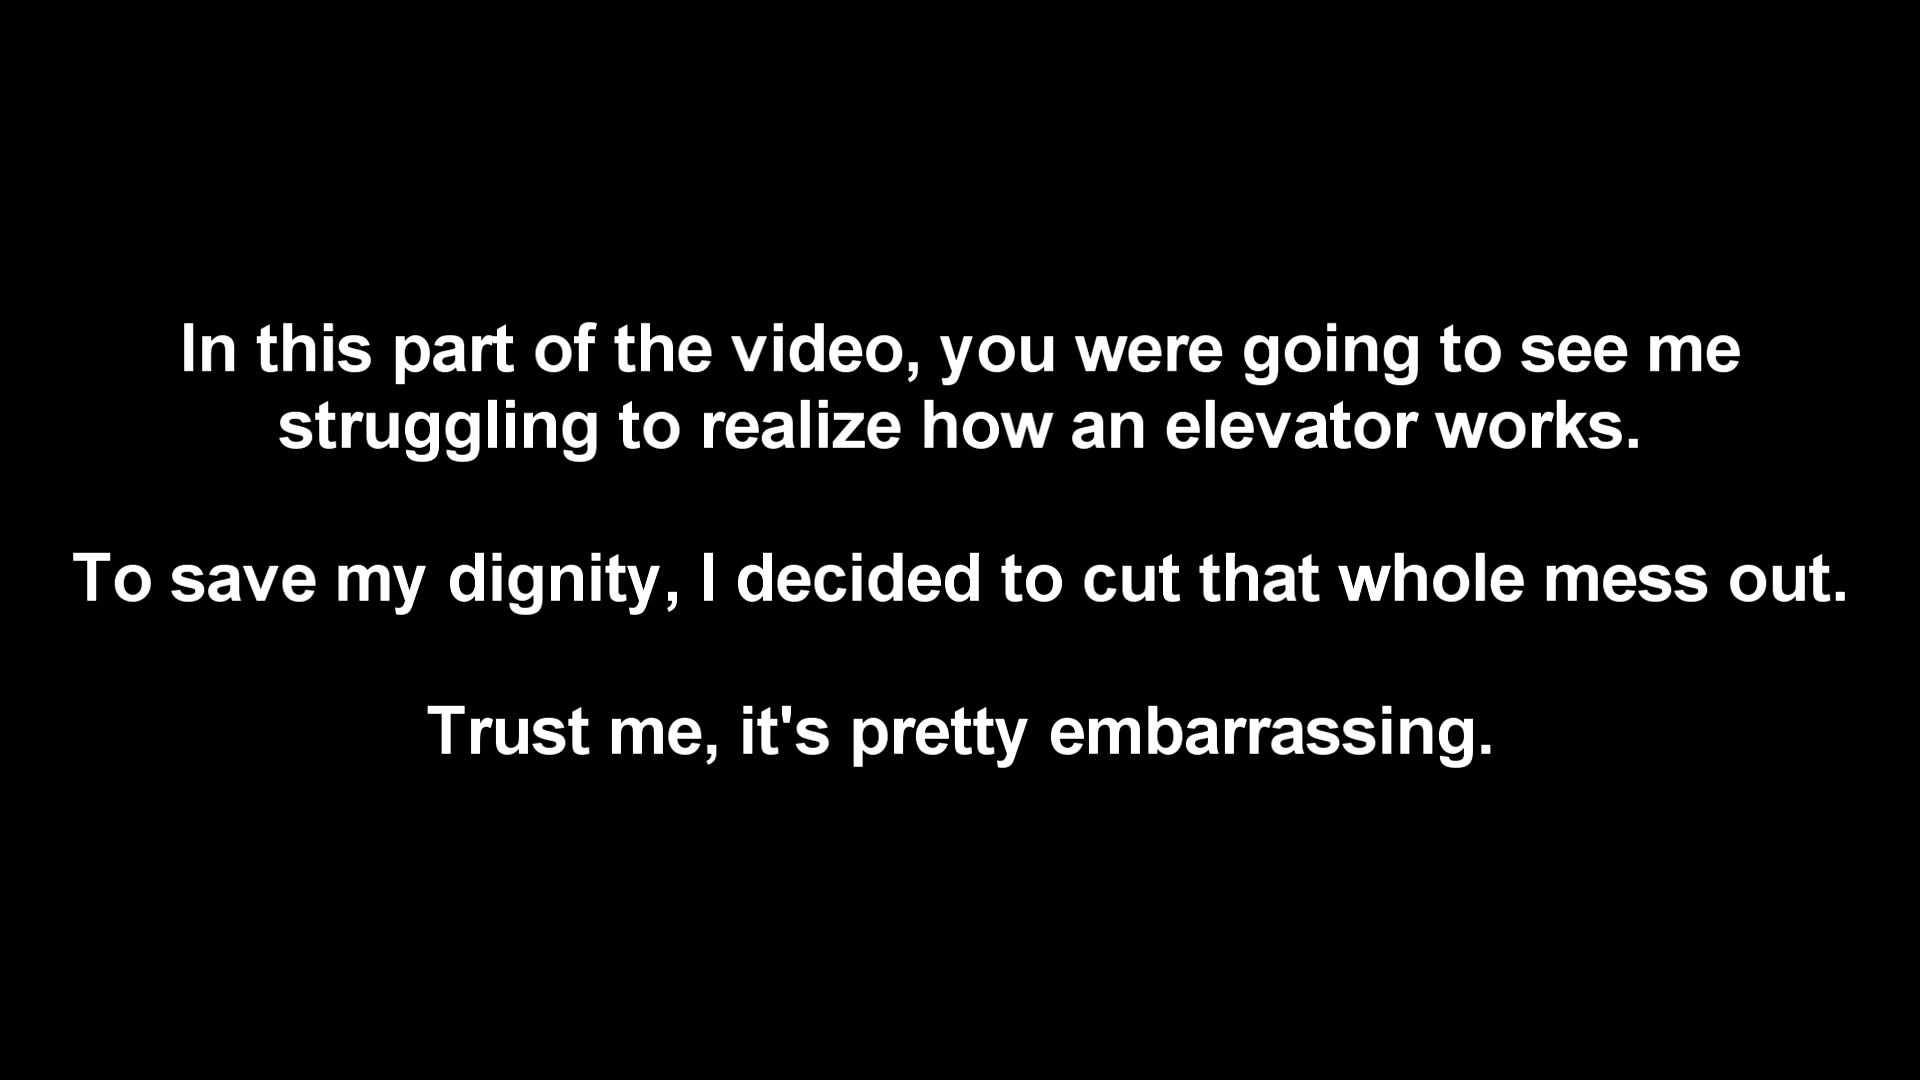 In this part of the video, you were going to see me
struggling to realize how an elevator works.
To save my dignity, I decided to cut that whole mess out.
Trust me, it's pretty embarrassing.